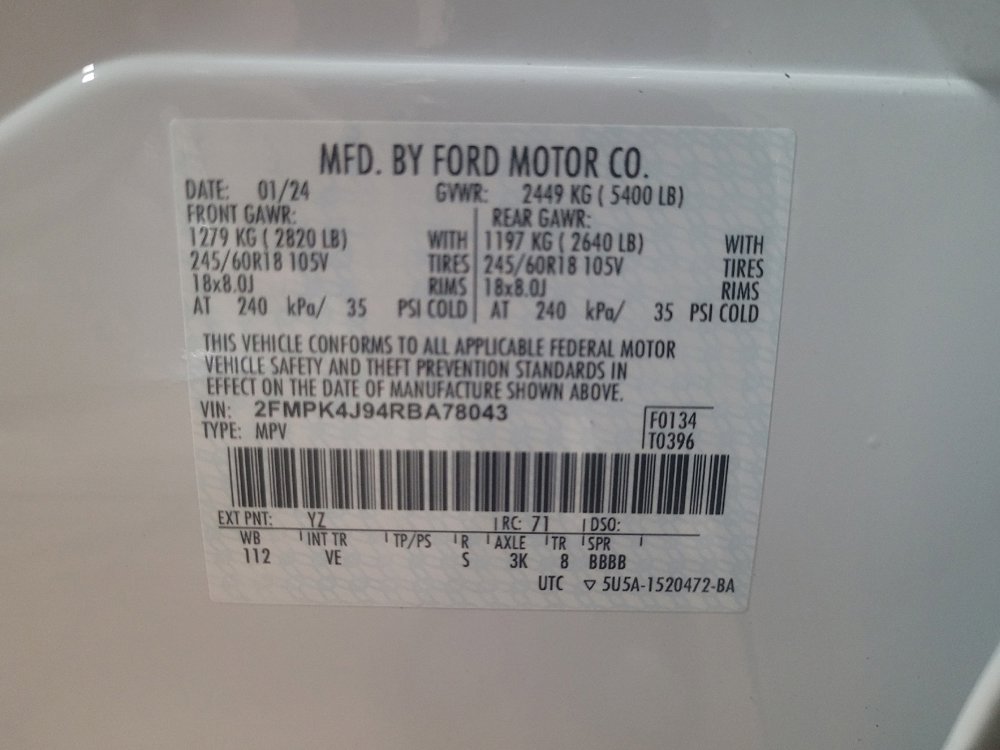 MFD. BY FORD MOTOR CO.
DATE: 01/24 GVWR: 2449 KG ( 5400 LB)
FRONT GAWR: REAR GAWR:
1279 KG ( 2820 LB) WITH 1197 KG ( 2640 LB) WITH
245/60R18 105V TIRES 245/60R18 105V TIRES
18x8.0J RIMS 18x8.0J RIMS
AT 240 kPa/ 35 PSI COLD AT 240 kPa/ 35 PSI COLD
THIS VEHICLE CONFORMS TO ALL APPLICABLE FEDERAL MOTOR
VEHICLE SAFETY AND THEFT PREVENTION STANDARDS IN
EFFECT ON THE DATE OF MANUFACTURE SHOWN ABOVE.
VIN: 2FMPK4J94RBA78043 F0134
TYPE: MPV T0396
EXT PNT: YZ RC: 71 DSO:
WB INT TR TP/PS R AXLE TR SPR
112 VE S 3K 8 BBBB
UTC ▽ 5U5A-1520472-BA